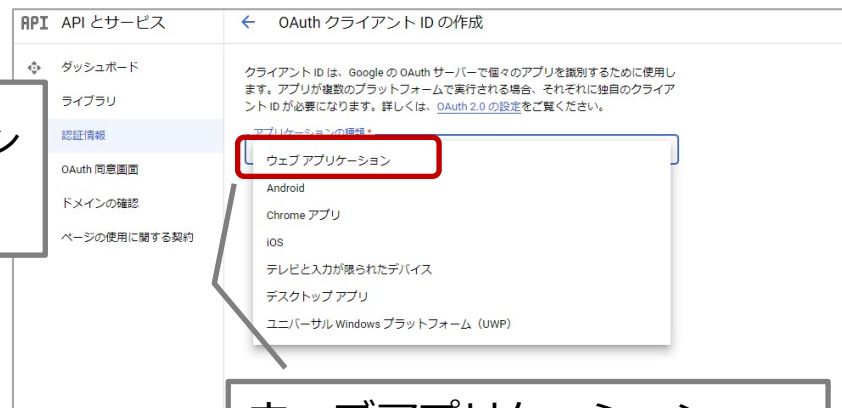 API APIとサービス
← OAuth クライアント ID の作成
ダッシュボード
ライブラリ
認証情報
OAuth 同意画面
ドメインの確認
ページの使用に関する契約
ン
クライアント ID は、Google の OAuth サーバーで個々のアプリを識別するために使用し
ます。アプリが複数のプラットフォームで実行される場合、それぞれに独自のクライア
ント ID が必要になります。詳しくは、OAuth 2.0 の設定をご覧ください。
アプリケーションの種類 *
ウェブ アプリケーション
Android
Chrome アプリ
iOS
テレビと入力が限られたデバイス
デスクトップ アプリ
ユニバーサル Windows プラットフォーム（UWP）